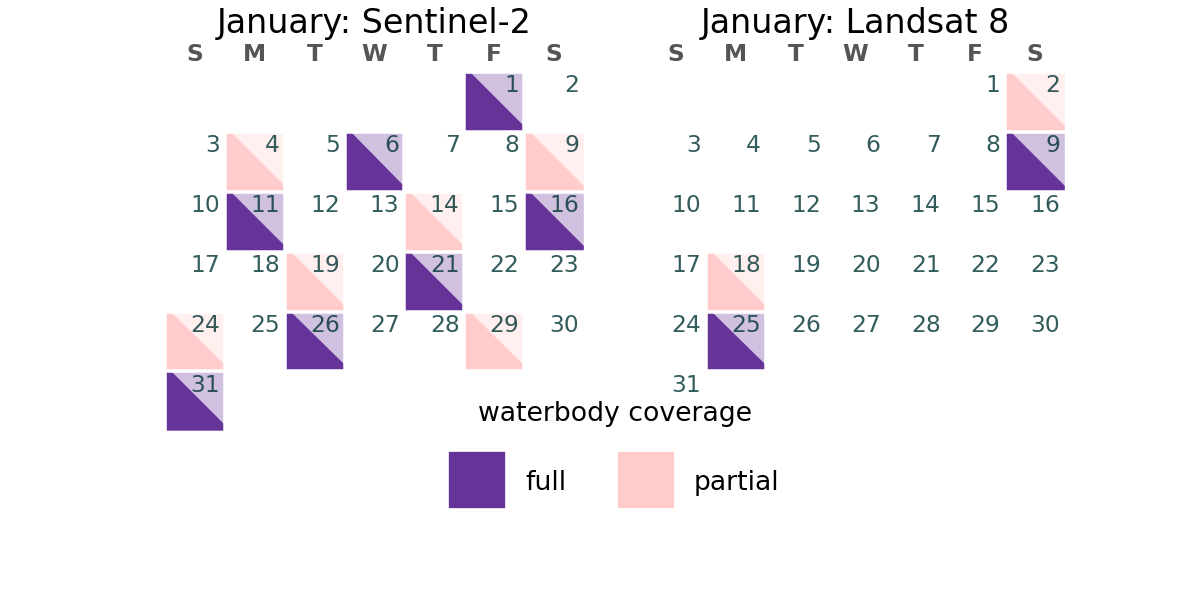 January: Sentinel-2
S M T W T F S
1 2
3 4 5 6 7 8 9
10 11 12 13 14 15 16
17 18 19 20 21 22 23
24 25 26 27 28 29 30
31
January: Landsat 8
S M T W T F S
1 2
3 4 5 6 7 8 9
10 11 12 13 14 15 16
17 18 19 20 21 22 23
24 25 26 27 28 29 30
31
waterbody coverage
full partial